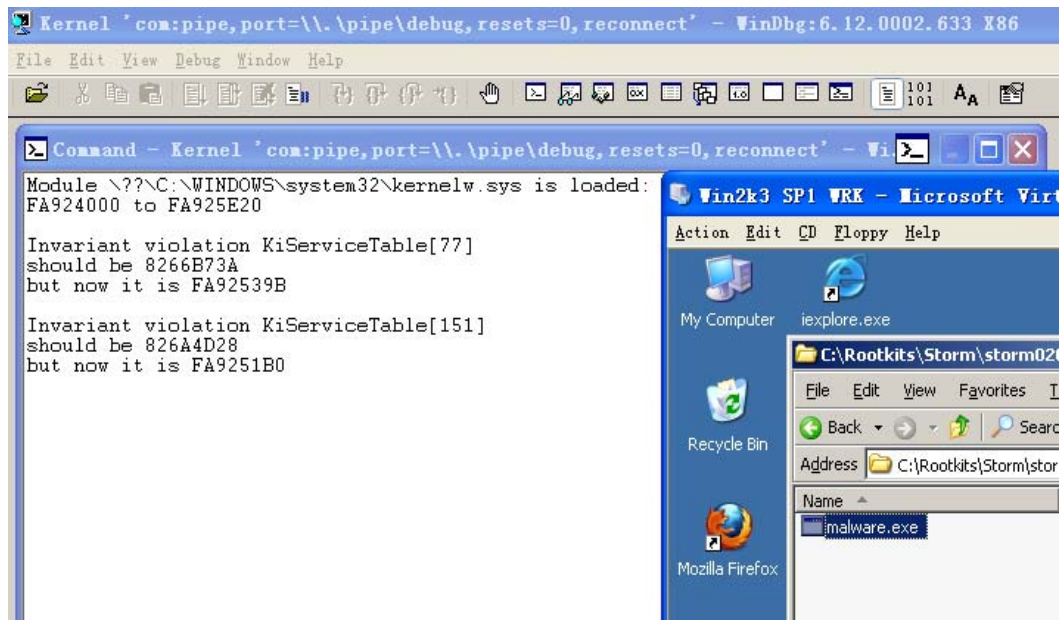 Kernel 'com:pipe,port=\\.\pipe\debug,resets=0,reconnect' - WinDbg:6.12.0002.633 X86
File Edit View Debug Window Help
Command - Kernel 'com:pipe,port=\\.\pipe\debug,resets=0,reconnect' - Wi
Module \??\C:\WINDOWS\system32\kernelw.sys is loaded:
FA924000 to FA925E20
Invariant violation KiServiceTable[77]
should be 8266B73A
but now it is FA92539B
Invariant violation KiServiceTable[151]
should be 826A4D28
but now it is FA9251B0
Win2k3 SP1 WRK - Microsoft Virt
Action Edit CD Floppy Help
My Computer
iexplore.exe
Recycle Bin
Mozilla Firefox
C:\Rootkits\Storm\storm02
File Edit View Favorites
Back Searc
Address C:\Rootkits\Storm\stor
Name
malware.exe